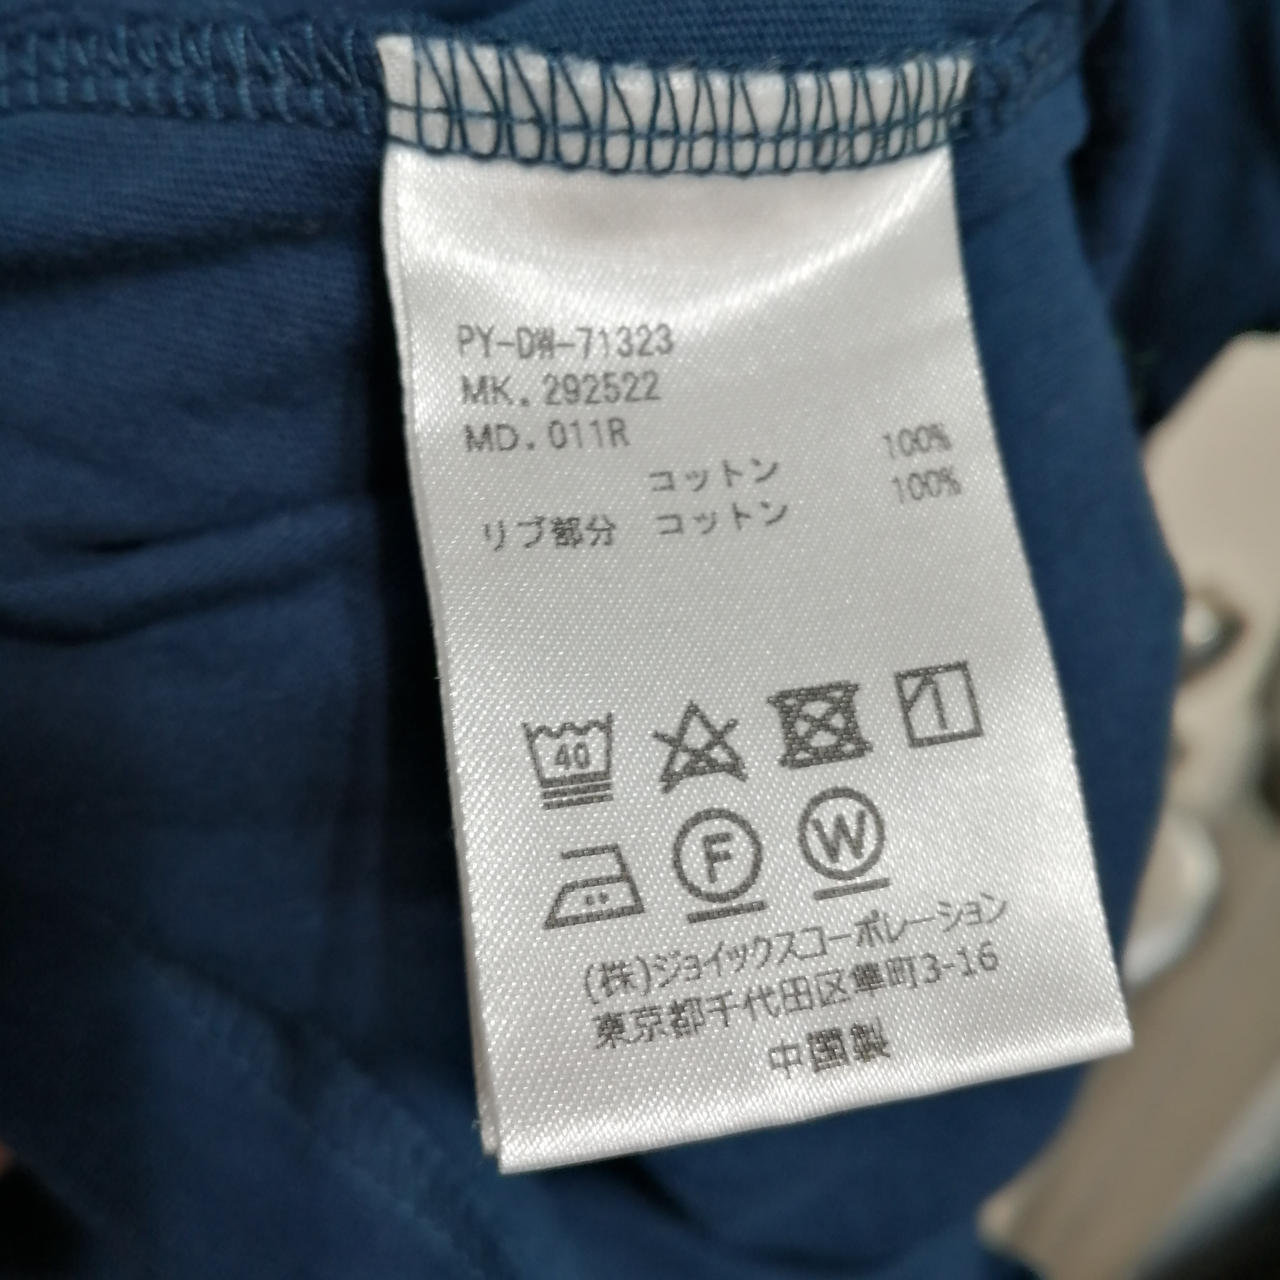 PY-DW-71323
MK.292522
MD.011R
コットン 100%
リブ部分 コットン 100%
40
F W
(株)ジョイックスコーポレーション
東京都千代田区隼町3-16
中国製